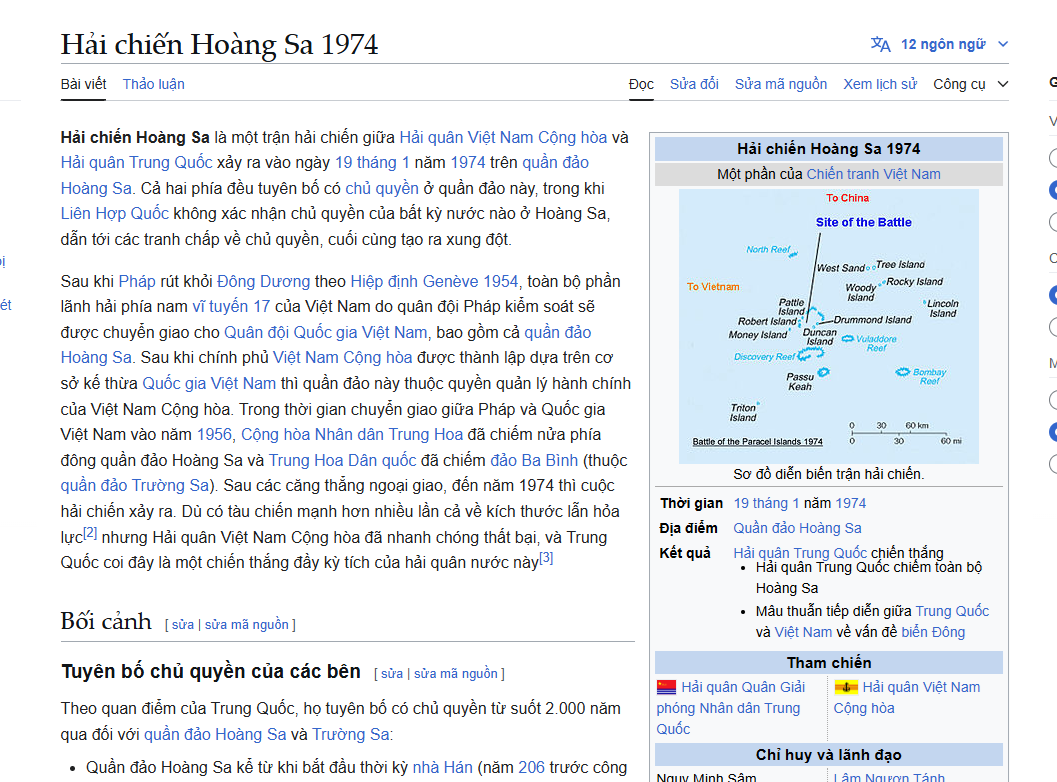 Hải chiến Hoàng Sa 1974
12 ngôn ngữ
Bài viết
Thảo luận
Đọc
Sửa đổi
Sửa mã nguồn
Xem lịch sử
Công cụ
Hải chiến Hoàng Sa là một trận hải chiến giữa Hải quân Việt Nam Cộng hòa và
Hải quân Trung Quốc xảy ra vào ngày 19 tháng 1 năm 1974 trên quần đảo
Hoàng Sa. Cả hai phía đều tuyên bố có chủ quyền ở quần đảo này, trong khi
Liên Hợp Quốc không xác nhận chủ quyền của bất kỳ nước nào ở Hoàng Sa,
dẫn tới các tranh chấp về chủ quyền, cuối cùng tạo ra xung đột.
Sau khi Pháp rút khỏi Đông Dương theo Hiệp định Genève 1954, toàn bộ phần
lãnh hải phía nam vĩ tuyến 17 của Việt Nam do quân đội Pháp kiểm soát sẽ
được chuyển giao cho Quân đội Quốc gia Việt Nam, bao gồm cả quần đảo
Hoàng Sa. Sau khi chính phủ Việt Nam Cộng hòa được thành lập dựa trên cơ
sở kế thừa Quốc gia Việt Nam thì quần đảo này thuộc quyền quản lý hành chính
của Việt Nam Cộng hòa. Trong thời gian chuyển giao giữa Pháp và Quốc gia
Việt Nam vào năm 1956, Cộng hòa Nhân dân Trung Hoa đã chiếm nửa phía
đông quần đảo Hoàng Sa và Trung Hoa Dân quốc đã chiếm đảo Ba Bình (thuộc
quần đảo Trường Sa). Sau các căng thẳng ngoại giao, đến năm 1974 thì cuộc
hải chiến xảy ra. Dù có tàu chiến mạnh hơn nhiều lần cả về kích thước lẫn hỏa
lực[2] nhưng Hải quân Việt Nam Cộng hòa đã nhanh chóng thất bại, và Trung
Quốc coi đây là một chiến thắng đầy kỳ tích của hải quân nước này[3]
Bối cảnh [ sửa | sửa mã nguồn ]
Tuyên bố chủ quyền của các bên [ sửa | sửa mã nguồn ]
Theo quan điểm của Trung Quốc, họ tuyên bố có chủ quyền từ suốt 2.000 năm
qua đối với quần đảo Hoàng Sa và Trường Sa:
• Quần đảo Hoàng Sa kể từ khi bắt đầu thời kỳ nhà Hán (năm 206 trước công
Hải chiến Hoàng Sa 1974
Một phần của Chiến tranh Việt Nam
To China
Site of the Battle
North Reef
Tree Island
West Sand
Rocky Island
Woody
Island
To Vietnam
Lincoln
Island
Pattle
Island
Robert Island
Drummond Island
Money Island
Duncan
Island
Vuladdore
Reef
Discovery Reef
Passu
Keah
Bombay
Reef
Triton
Island
0 30 60 km
0 30 60 mi
Battle of the Paracel Islands 1974
Sơ đồ diễn biến trận hải chiến.
Thời gian 19 tháng 1 năm 1974
Địa điểm Quần đảo Hoàng Sa
Kết quả Hải quân Trung Quốc chiến thắng
• Hải quân Trung Quốc chiếm toàn bộ
Hoàng Sa
• Mâu thuẫn tiếp diễn giữa Trung Quốc
và Việt Nam về vấn đề biển Đông
Tham chiến
Hải quân Quân Giải
phóng Nhân dân Trung
Quốc
Hải quân Việt Nam
Cộng hòa
Chỉ huy và lãnh đạo
Ngụy Minh Sâm
Lâm Ngươn Tánh